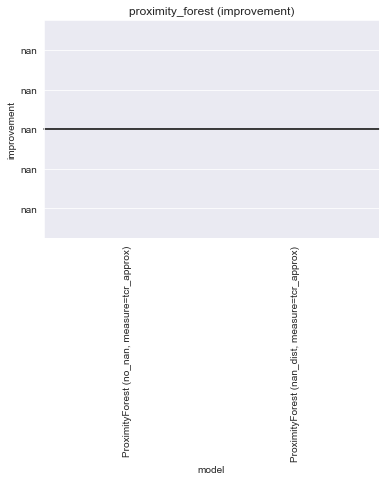 proximity_forest (improvement)
nan
nan
nan
nan
nan
improvement
ProximityForest (no_nan, measure=tcr_approx)
ProximityForest (nan_dist, measure=tcr_approx)
model